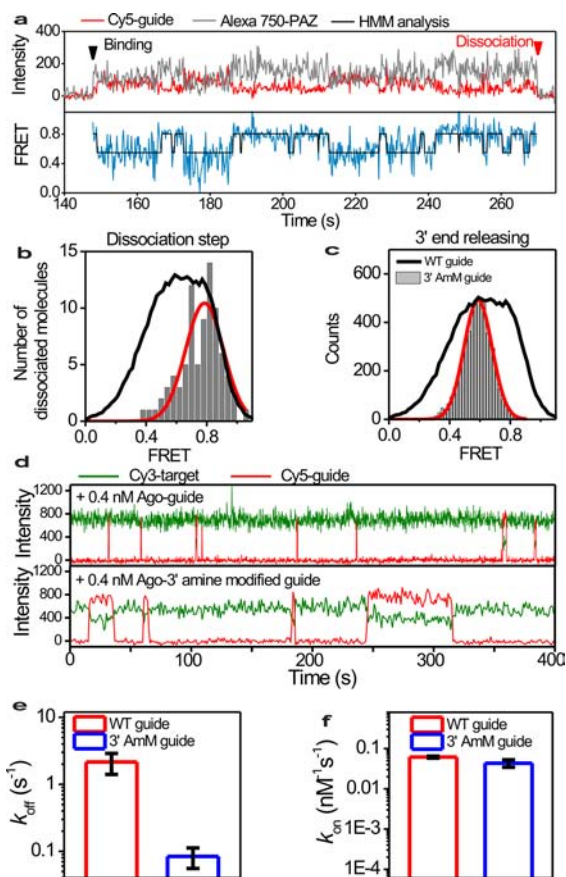 a
Cy5-guide Alexa 750-PAZ HMM analysis
Intensity
400
200
0
Binding
Dissociation
FRET
0.8
0.4
0.0
140 160 180 200 220 240 260
Time (s)
b
Dissociation step
Number of
dissociated molecules
15
10
5
0
0.0 0.4 0.8
FRET
c
3' end releasing
WT guide
3' AmM guide
Counts
600
400
200
0
0.0 0.4 0.8
FRET
d
Cy3-target Cy5-guide
Intensity
1200
800
400
0
+ 0.4 nM Ago-guide
Intensity
1200
800
400
0
+ 0.4 nM Ago-3' amine modified guide
0 100 200 300 400
Time (s)
e
WT guide
3' AmM guide
koff (s⁻¹)
10
1
0.1
f
WT guide
3' AmM guide
kon (nM⁻¹s⁻¹)
0.1
0.01
1E-3
1E-4